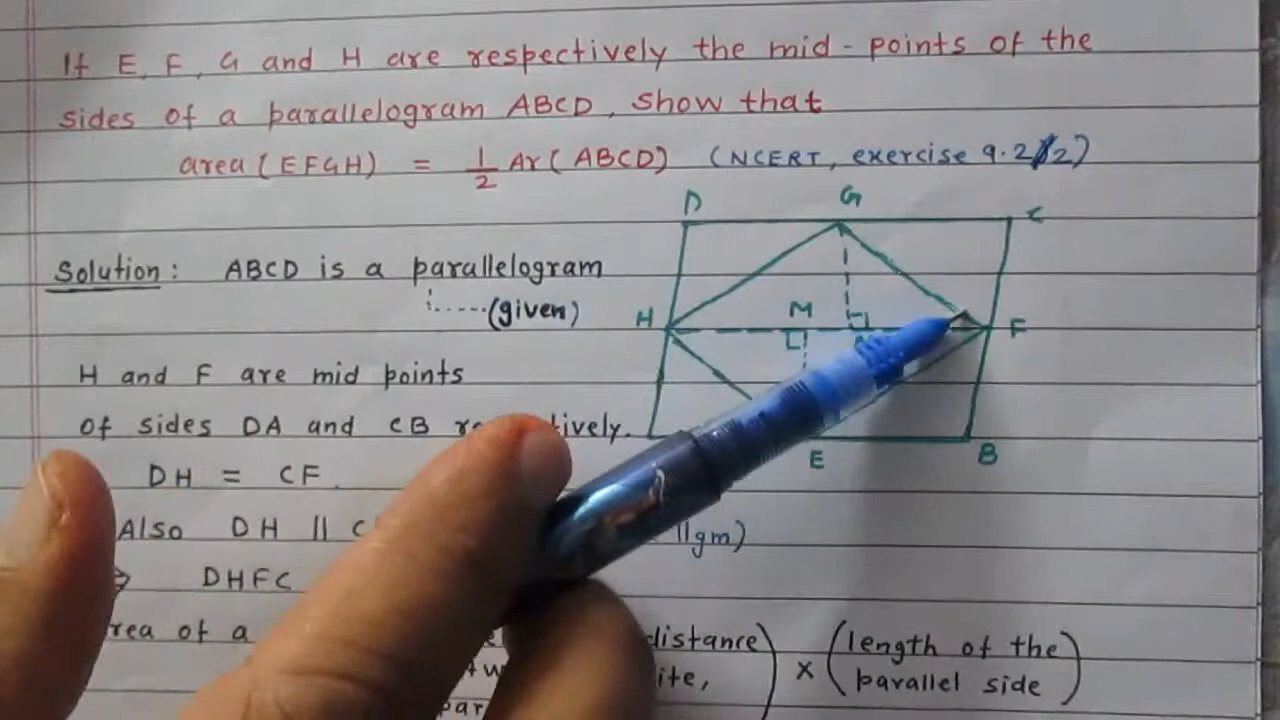 If E, F, G and H are respectively the mid-points of the
sides of a parallelogram ABCD, show that
area (EFGH) = 1/2 Ar (ABCD) (NCERT, exercise 9.2/2)
D G C
Solution: ABCD is a parallelogram
(given)
H M F
H and F are mid points
of sides DA and CB
E B
DH = CF
Also DH || C
||gm)
⇒ DHFC
of a
distance) × (length of the
parallel side)